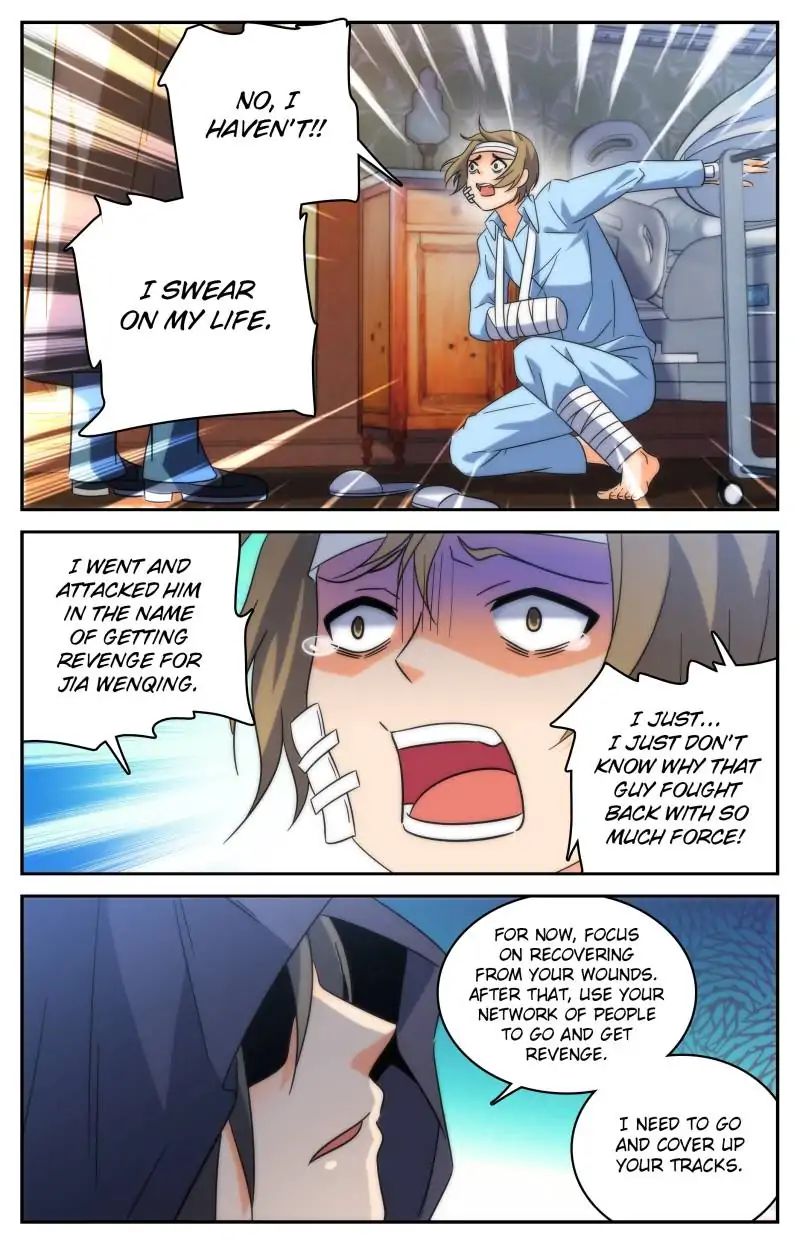 NO, I
HAVEN'T!!
I SWEAR
ON MY LIFE.
I WENT AND
ATTACKED HIM
IN THE NAME
OF GETTING
REVENGE FOR
JIA WENQING.
I JUST...
I JUST DON'T
KNOW WHY THAT
GUY FOUGHT
BACK WITH SO
MUCH FORCE!
FOR NOW, FOCUS
ON RECOVERING
FROM YOUR WOUNDS.
AFTER THAT, USE YOUR
NETWORK OF PEOPLE
TO GO AND GET
REVENGE.
I NEED TO GO
AND COVER UP
YOUR TRACKS.